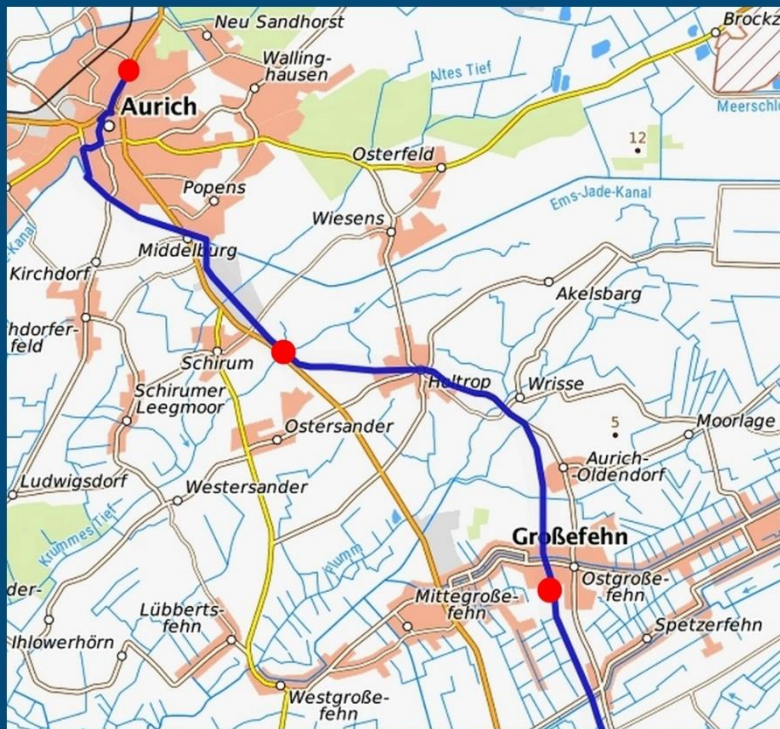 Neu Sandhorst
Brockz
Walling-
hausen
Altes Tief
Aurich
Meerschlo
12
Osterfeld
Popens
Ems-Jade-Kanal
Wiesens
-Kanal
Middelburg
Kirchdorf
Akelsbarg
hdorfer-
feld
Schirum
Holtrop
Wrisse
Schirumer
Leegmoor
Ostersander
5
Moorlage
Aurich-
-Oldendorf
Ludwigsdorf
Westersander
Krummes Tief
Großefehn
Flumm
der-
Ostgroße-
fehn
Mittegroße-
fehn
Lübberts-
fehn
Spetzerfehn
Ihlowerhörn
Westgroße-
fehn